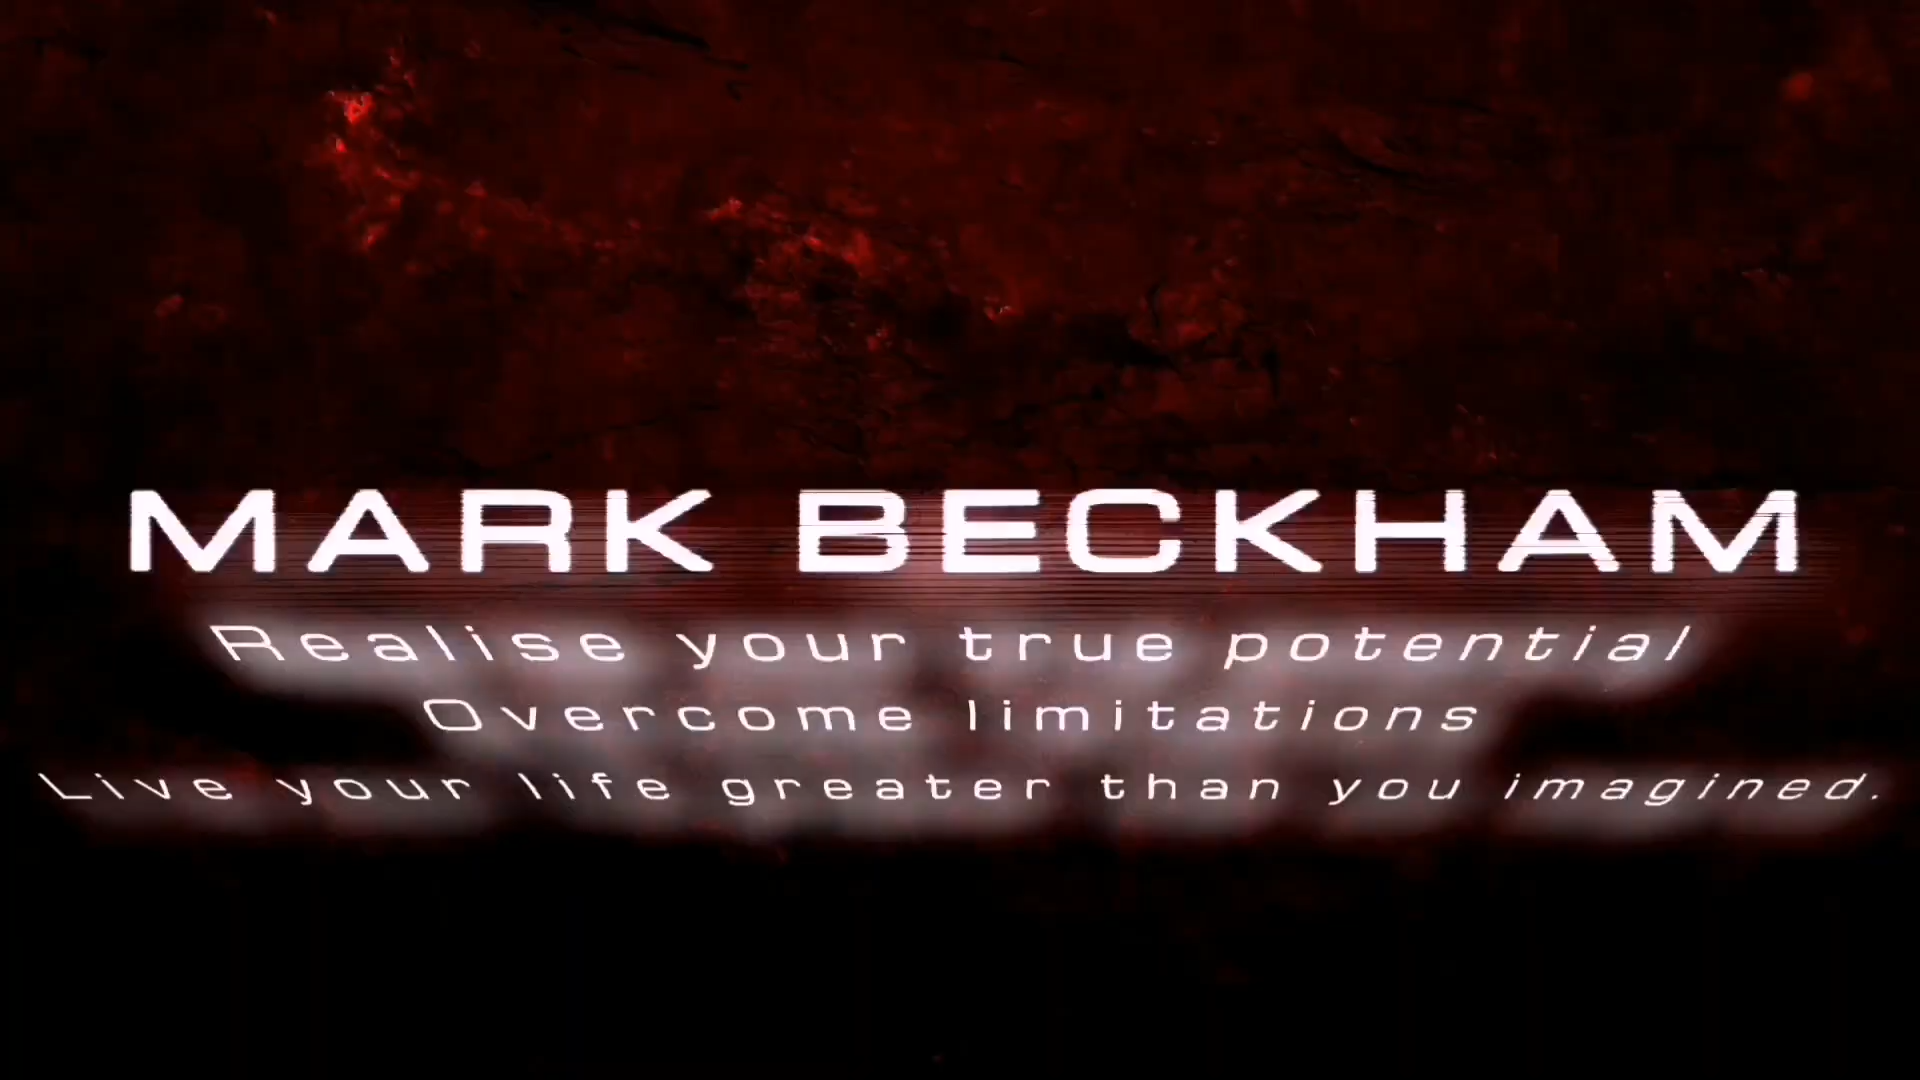 MARK BECKHAM
Realise your true potential
Overcome limitations
Live your life greater than you imagined.